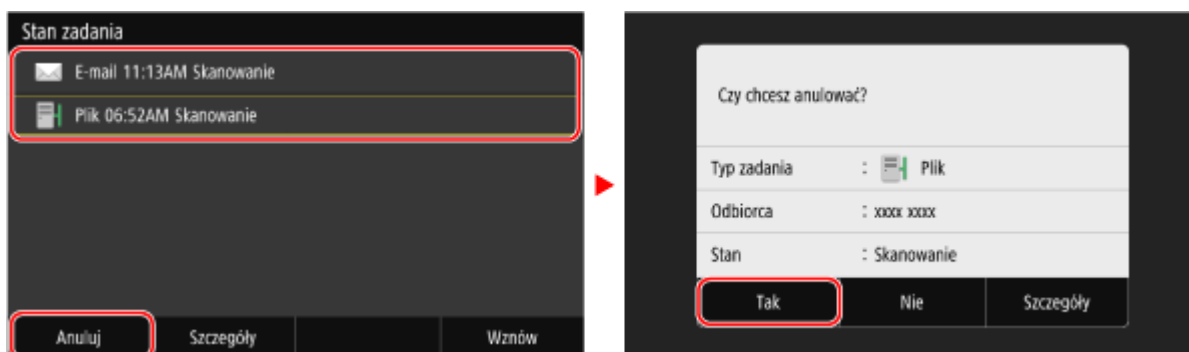 Stan zadania
E-mail 11:13AM Skanowanie
Plik 06:52AM Skanowanie
Anuluj Szczegóły Wznów
Czy chcesz anulować?
Typ zadania : Plik
Odbiorca : xxxx xxxx
Stan : Skanowanie
Tak Nie Szczegóły